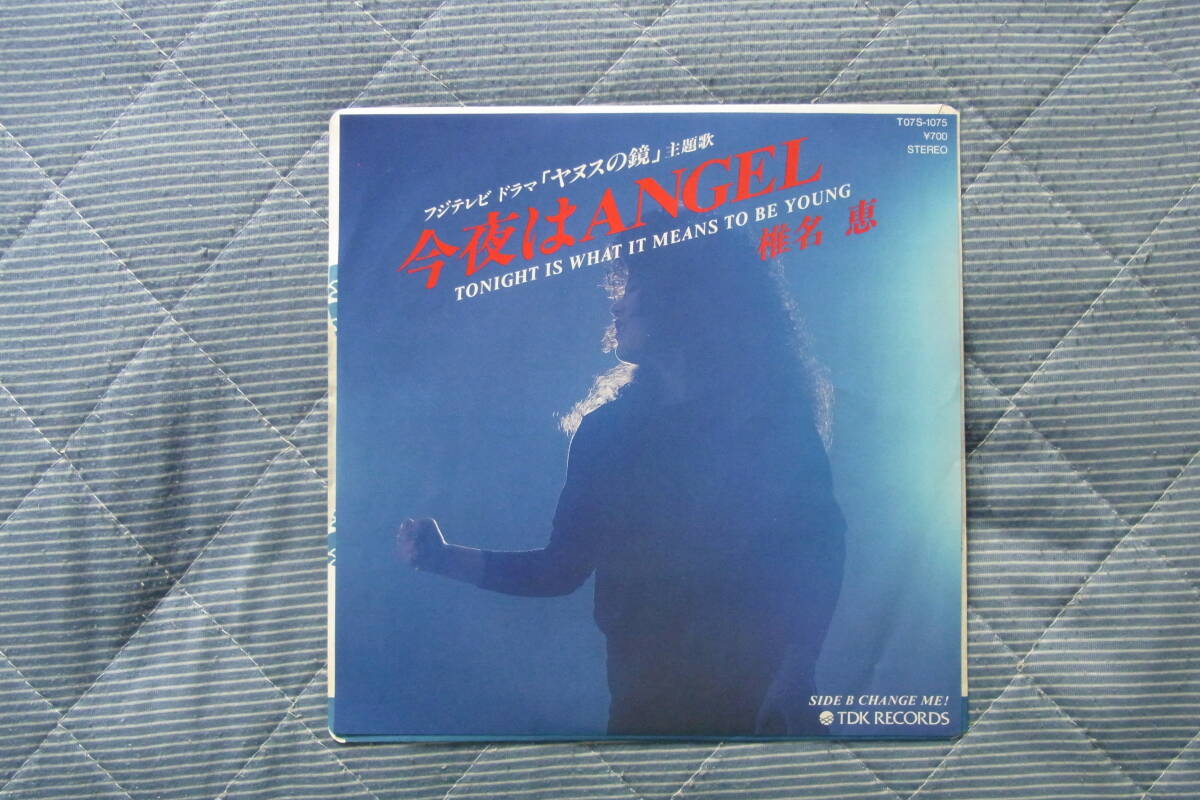 T07S-1075
¥700
STEREO
フジテレビ ドラマ「ヤヌスの鏡」主題歌
今夜はANGEL
TONIGHT IS WHAT IT MEANS TO BE YOUNG
椎名 恵
SIDE B CHANGE ME!
TDK RECORDS